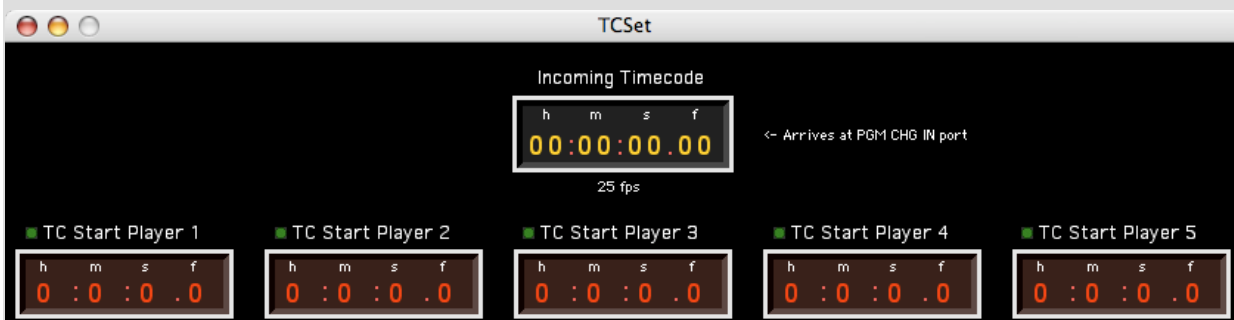 TCSet
Incoming Timecode
h m s f
00:00:00.00
<- Arrives at PGM CHG IN port
25 fps
TC Start Player 1 TC Start Player 2 TC Start Player 3 TC Start Player 4 TC Start Player 5
h m s f h m s f h m s f h m s f h m s f
0 :0 :0 .0 0 :0 :0 .0 0 :0 :0 .0 0 :0 :0 .0 0 :0 :0 .0